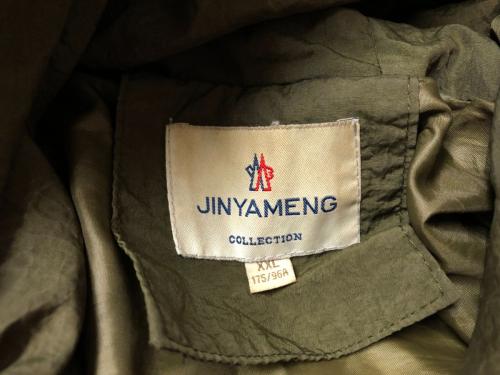 JINYAMENG
COLLECTION
XXL
175/96A